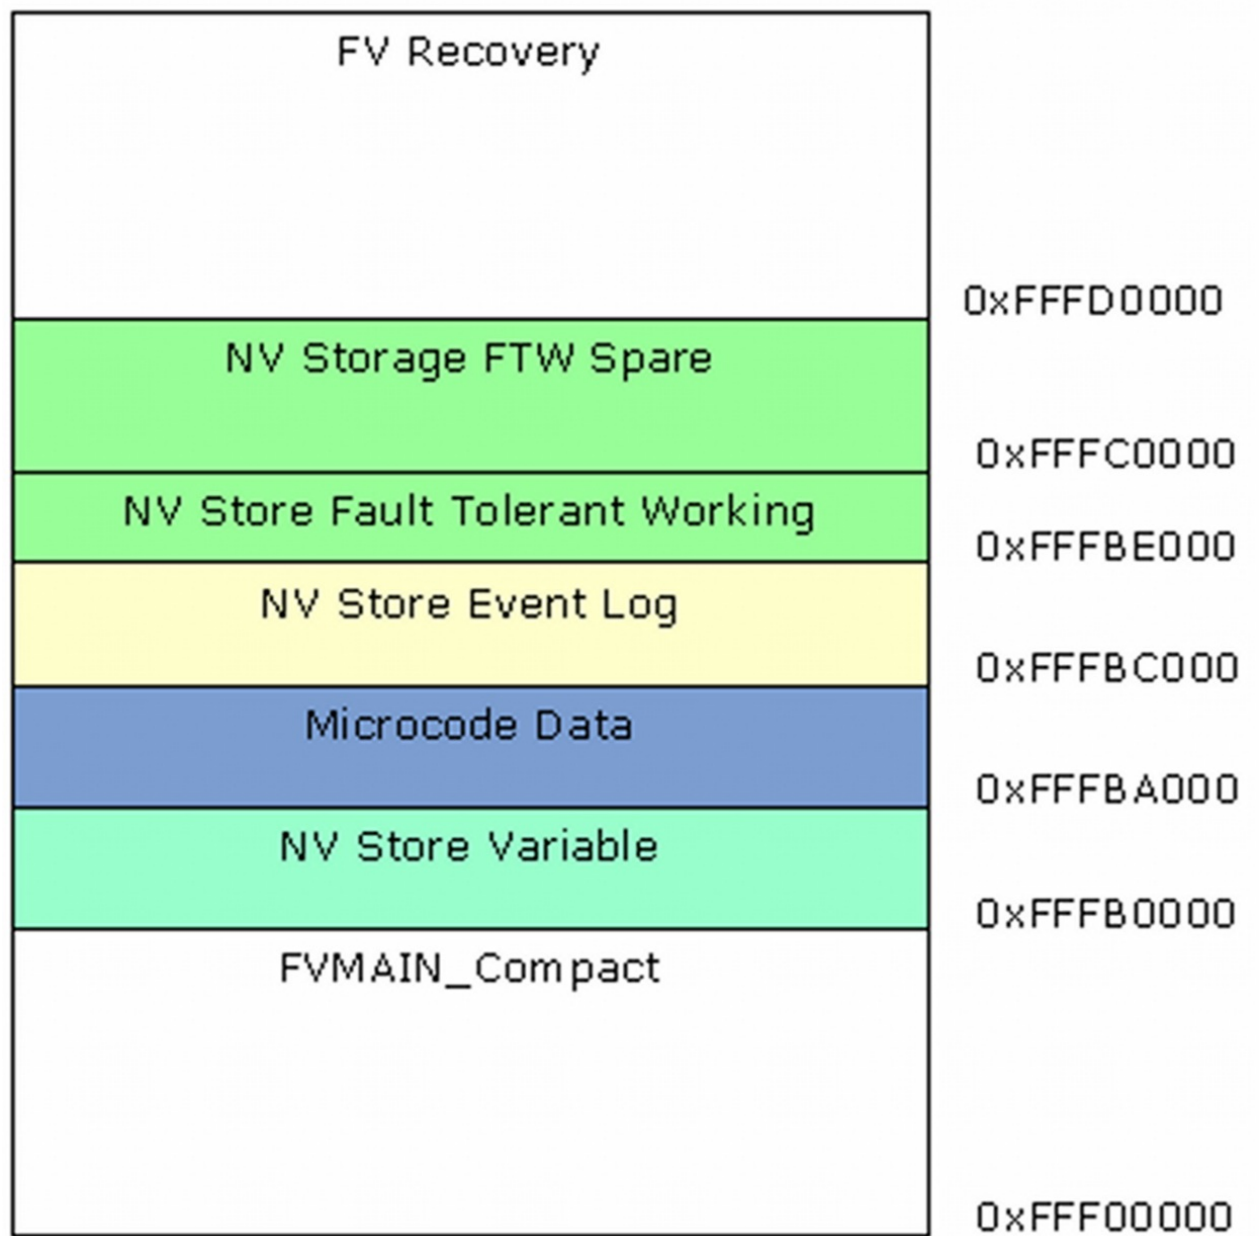 FV Recovery
0xFFFD0000
NV Storage FTW Spare
0xFFFC0000
NV Store Fault Tolerant Working
0xFFFBE000
NV Store Event Log
0xFFFBC000
Microcode Data
0xFFFBA000
NV Store Variable
0xFFFB0000
FVMAIN_Compact
0xFFF00000